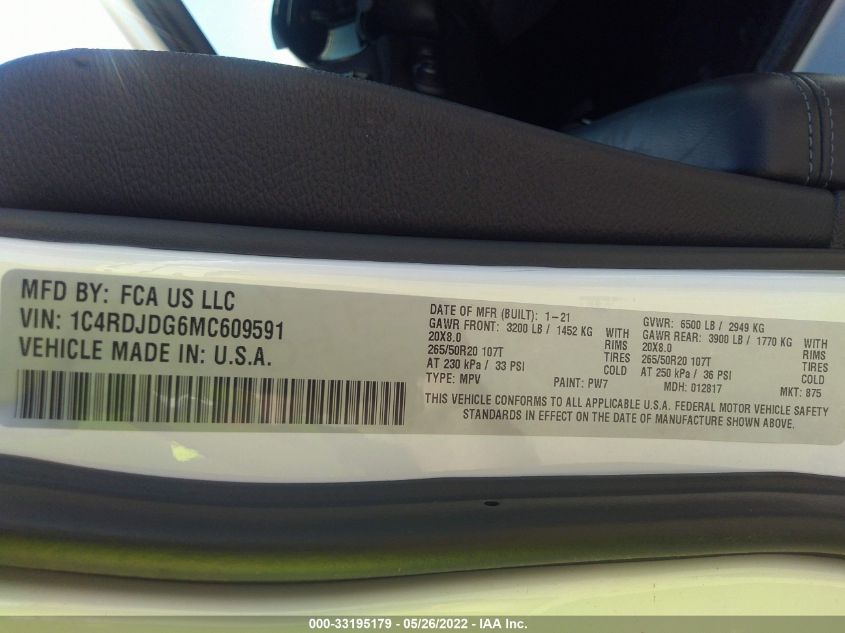 MFD BY: FCA US LLC
VIN: 1C4RDJDG6MC609591
VEHICLE MADE IN: U.S.A.
DATE OF MFR (BUILT): 1-21
GAWR FRONT: 3200 LB / 1452 KG WITH
20X8.0 RIMS
265/50R20 107T TIRES
AT 230 kPa / 33 PSI COLD
TYPE: MPV PAINT: PW7
GVWR: 6500 LB / 2949 KG
GAWR REAR: 3900 LB / 1770 KG WITH
20X8.0 RIMS
265/50R20 107T TIRES
AT 250 kPa / 36 PSI COLD
MDH: 012817 MKT: 875
THIS VEHICLE CONFORMS TO ALL APPLICABLE U.S.A. FEDERAL MOTOR VEHICLE SAFETY
STANDARDS IN EFFECT ON THE DATE OF MANUFACTURE SHOWN ABOVE.
000-33195179 - 05/26/2022 - IAA Inc.